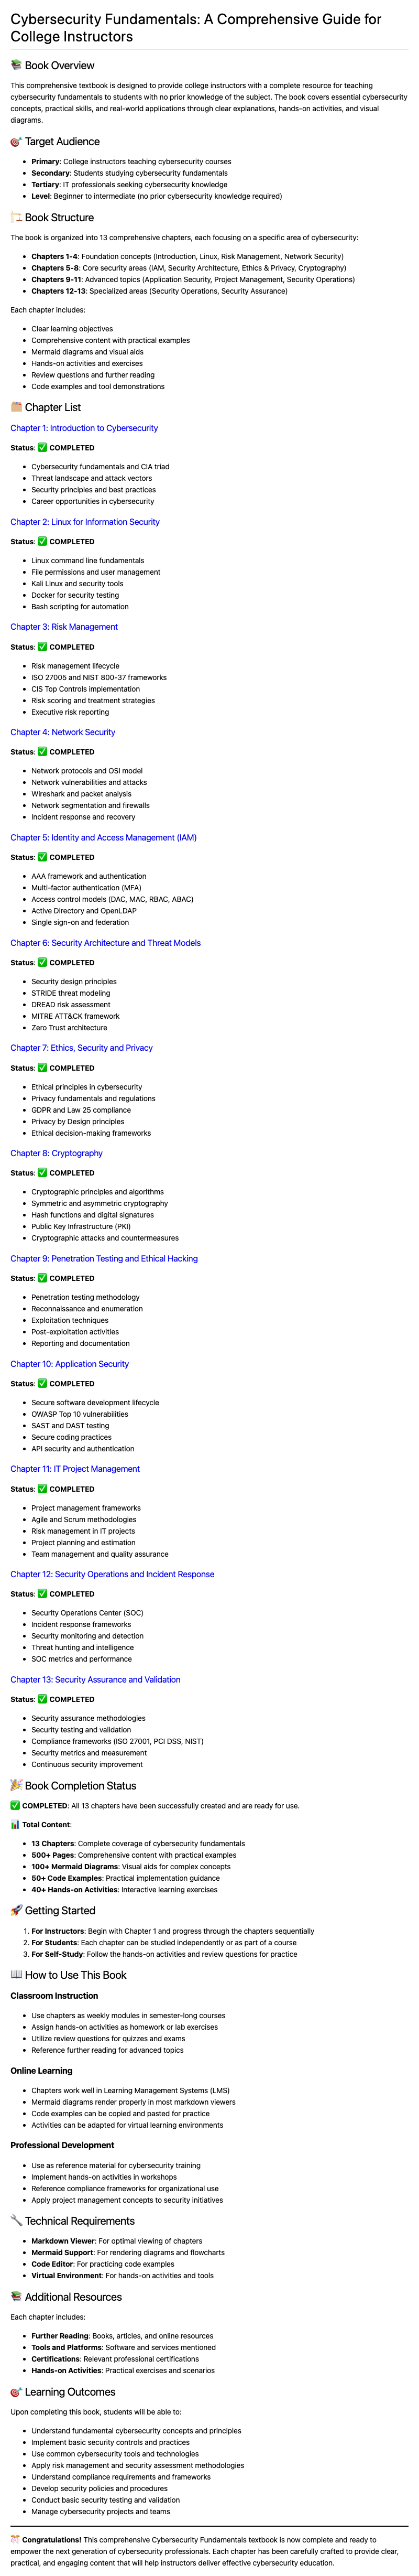 Cybersecurity Fundamentals: A Comprehensive Guide for
College Instructors
📚 Book Overview
This comprehensive textbook is designed to provide college instructors with a complete resource for teaching
cybersecurity fundamentals to students with no prior knowledge of the subject. The book covers essential cybersecurity
concepts, practical skills, and real-world applications through clear explanations, hands-on activities, and visual
diagrams.
🎯 Target Audience
• Primary: College instructors teaching cybersecurity courses
• Secondary: Students studying cybersecurity fundamentals
• Tertiary: IT professionals seeking cybersecurity knowledge
• Level: Beginner to intermediate (no prior cybersecurity knowledge required)
🏗️ Book Structure
The book is organized into 13 comprehensive chapters, each focusing on a specific area of cybersecurity:
• Chapters 1-4: Foundation concepts (Introduction, Linux, Risk Management, Network Security)
• Chapters 5-8: Core security areas (IAM, Security Architecture, Ethics & Privacy, Cryptography)
• Chapters 9-11: Advanced topics (Application Security, Project Management, Security Operations)
• Chapters 12-13: Specialized areas (Security Operations, Security Assurance)
Each chapter includes:
• Clear learning objectives
• Comprehensive content with practical examples
• Mermaid diagrams and visual aids
• Hands-on activities and exercises
• Review questions and further reading
• Code examples and tool demonstrations
🗂️ Chapter List
Chapter 1: Introduction to Cybersecurity
Status: ✅ COMPLETED
• Cybersecurity fundamentals and CIA triad
• Threat landscape and attack vectors
• Security principles and best practices
• Career opportunities in cybersecurity
Chapter 2: Linux for Information Security
Status: ✅ COMPLETED
• Linux command line fundamentals
• File permissions and user management
• Kali Linux and security tools
• Docker for security testing
• Bash scripting for automation
Chapter 3: Risk Management
Status: ✅ COMPLETED
• Risk management lifecycle
• ISO 27005 and NIST 800-37 frameworks
• CIS Top Controls implementation
• Risk scoring and treatment strategies
• Executive risk reporting
Chapter 4: Network Security
Status: ✅ COMPLETED
• Network protocols and OSI model
• Network vulnerabilities and attacks
• Wireshark and packet analysis
• Network segmentation and firewalls
• Incident response and recovery
Chapter 5: Identity and Access Management (IAM)
Status: ✅ COMPLETED
• AAA framework and authentication
• Multi-factor authentication (MFA)
• Access control models (DAC, MAC, RBAC, ABAC)
• Active Directory and OpenLDAP
• Single sign-on and federation
Chapter 6: Security Architecture and Threat Models
Status: ✅ COMPLETED
• Security design principles
• STRIDE threat modeling
• DREAD risk assessment
• MITRE ATT&CK framework
• Zero Trust architecture
Chapter 7: Ethics, Security and Privacy
Status: ✅ COMPLETED
• Ethical principles in cybersecurity
• Privacy fundamentals and regulations
• GDPR and Law 25 compliance
• Privacy by Design principles
• Ethical decision-making frameworks
Chapter 8: Cryptography
Status: ✅ COMPLETED
• Cryptographic principles and algorithms
• Symmetric and asymmetric cryptography
• Hash functions and digital signatures
• Public Key Infrastructure (PKI)
• Cryptographic attacks and countermeasures
Chapter 9: Penetration Testing and Ethical Hacking
Status: ✅ COMPLETED
• Penetration testing methodology
• Reconnaissance and enumeration
• Exploitation techniques
• Post-exploitation activities
• Reporting and documentation
Chapter 10: Application Security
Status: ✅ COMPLETED
• Secure software development lifecycle
• OWASP Top 10 vulnerabilities
• SAST and DAST testing
• Secure coding practices
• API security and authentication
Chapter 11: IT Project Management
Status: ✅ COMPLETED
• Project management frameworks
• Agile and Scrum methodologies
• Risk management in IT projects
• Project planning and estimation
• Team management and quality assurance
Chapter 12: Security Operations and Incident Response
Status: ✅ COMPLETED
• Security Operations Center (SOC)
• Incident response frameworks
• Security monitoring and detection
• Threat hunting and intelligence
• SOC metrics and performance
Chapter 13: Security Assurance and Validation
Status: ✅ COMPLETED
• Security assurance methodologies
• Security testing and validation
• Compliance frameworks (ISO 27001, PCI DSS, NIST)
• Security metrics and measurement
• Continuous security improvement
🎉 Book Completion Status
✅ COMPLETED: All 13 chapters have been successfully created and are ready for use.
📊 Total Content:
• 13 Chapters: Complete coverage of cybersecurity fundamentals
• 500+ Pages: Comprehensive content with practical examples
• 100+ Mermaid Diagrams: Visual aids for complex concepts
• 50+ Code Examples: Practical implementation guidance
• 40+ Hands-on Activities: Interactive learning exercises
🚀 Getting Started
1. For Instructors: Begin with Chapter 1 and progress through the chapters sequentially
2. For Students: Each chapter can be studied independently or as part of a course
3. For Self-Study: Follow the hands-on activities and review questions for practice
📖 How to Use This Book
Classroom Instruction
• Use chapters as weekly modules in semester-long courses
• Assign hands-on activities as homework or lab exercises
• Utilize review questions for quizzes and exams
• Reference further reading for advanced topics
Online Learning
• Chapters work well in Learning Management Systems (LMS)
• Mermaid diagrams render properly in most markdown viewers
• Code examples can be copied and pasted for practice
• Activities can be adapted for virtual learning environments
Professional Development
• Use as reference material for cybersecurity training
• Implement hands-on activities in workshops
• Reference compliance frameworks for organizational use
• Apply project management concepts to security initiatives
🔧 Technical Requirements
• Markdown Viewer: For optimal viewing of chapters
• Mermaid Support: For rendering diagrams and flowcharts
• Code Editor: For practicing code examples
• Virtual Environment: For hands-on activities and tools
📚 Additional Resources
Each chapter includes:
• Further Reading: Books, articles, and online resources
• Tools and Platforms: Software and services mentioned
• Certifications: Relevant professional certifications
• Hands-on Activities: Practical exercises and scenarios
🎯 Learning Outcomes
Upon completing this book, students will be able to:
• Understand fundamental cybersecurity concepts and principles
• Implement basic security controls and practices
• Use common cybersecurity tools and technologies
• Apply risk management and security assessment methodologies
• Understand compliance requirements and frameworks
• Develop security policies and procedures
• Conduct basic security testing and validation
• Manage cybersecurity projects and teams
🎊 Congratulations! This comprehensive Cybersecurity Fundamentals textbook is now complete and ready to
empower the next generation of cybersecurity professionals. Each chapter has been carefully crafted to provide clear,
practical, and engaging content that will help instructors deliver effective cybersecurity education.